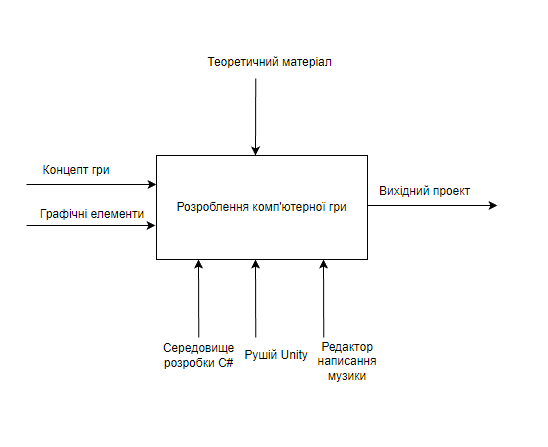 Теоретичний матеріал
Концепт гри
Графічні елементи
Розроблення комп'ютерної гри
Вихідний проект
Середовище
розробки C#
Рушій Unity
Редактор
написання
музики